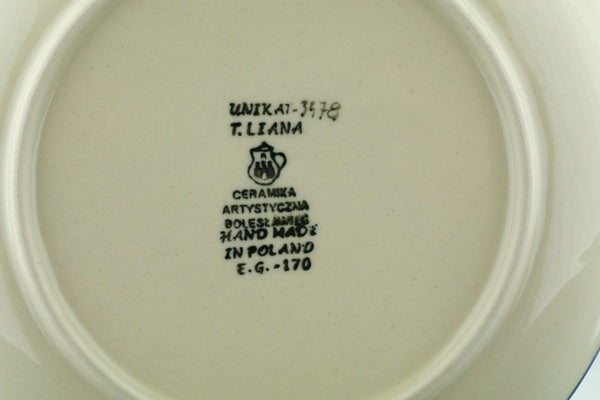 UNIKAT-3478
T. LIANA
CERAMIKA
ARTYSTYCZNA
BOLESŁAWIEC
HAND MADE
IN POLAND
E.G.-170